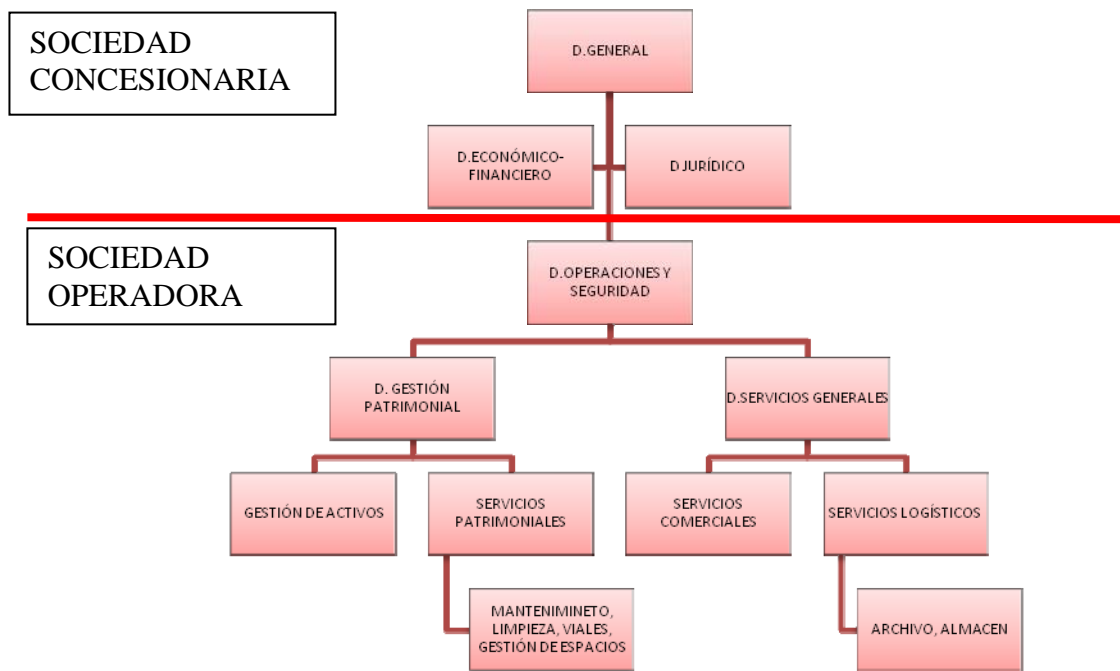 SOCIEDAD
CONCESIONARIA
D.GENERAL
D.ECONÓMICO-
FINANCIERO
D.JURÍDICO
SOCIEDAD
OPERADORA
D.OPERACIONES Y
SEGURIDAD
D. GESTIÓN
PATRIMONIAL
D.SERVICIOS GENERALES
GESTIÓN DE ACTIVOS
SERVICIOS
PATRIMONIALES
SERVICIOS
COMERCIALES
SERVICIOS LOGÍSTICOS
MANTENIMINETO,
LIMPIEZA, VIALES,
GESTIÓN DE ESPACIOS
ARCHIVO, ALMACEN